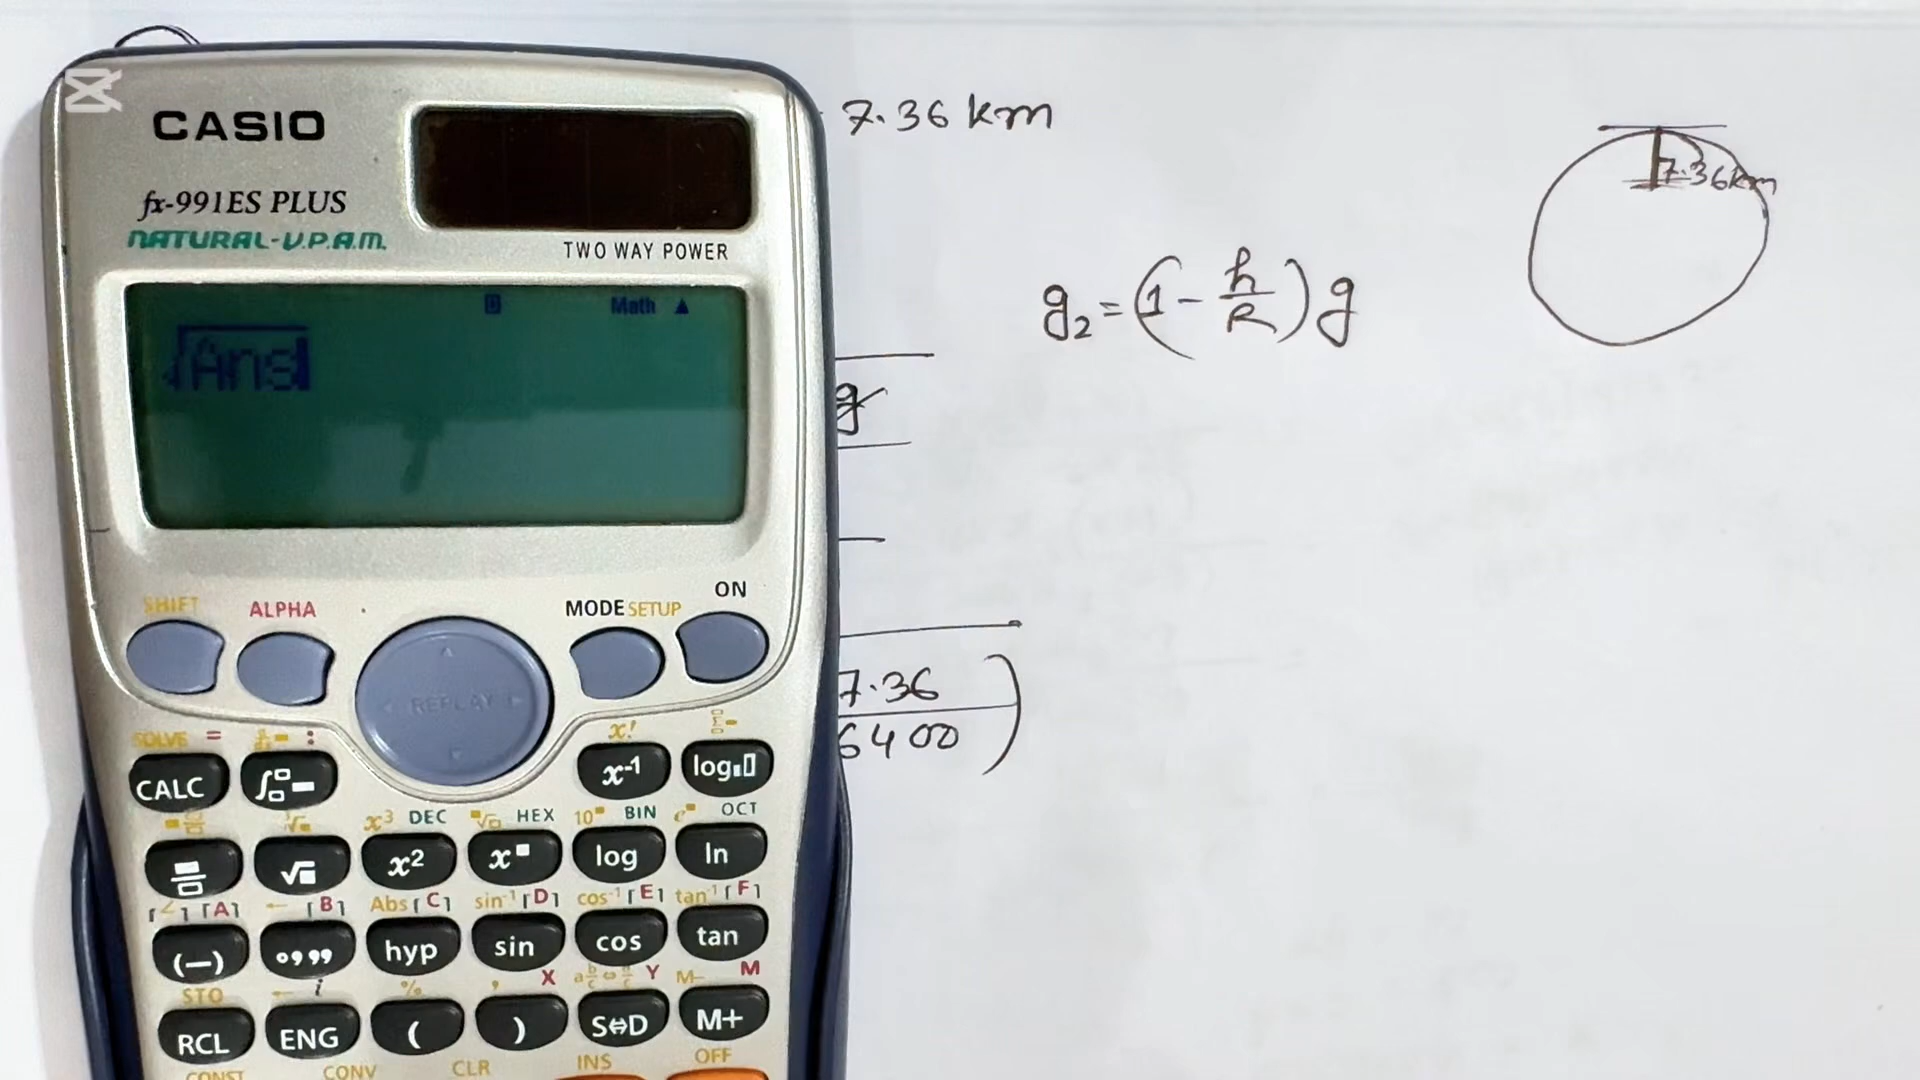 CASIO
fx-991ES PLUS
NATURAL-V.P.A.M.
TWO WAY POWER
D Math ▲
√Ans
SHIFT ALPHA MODE SETUP ON
REPLAY
SOLVE = : x!
CALC x⁻¹ log
x³ DEC HEX 10 BIN e OCT
√ x² x log ln
∠ [A] ← [B] Abs [C] sin⁻¹ [D] cos⁻¹ [E] tan⁻¹ [F]
(−) hyp sin cos tan
STO ← i % , X Y M− M
RCL ENG ( ) S⇔D M+
CONST CONV CLR INS OFF
7.36 km
7.36km
g₂ = (1 - h/R) g
g
7.36
6400 )